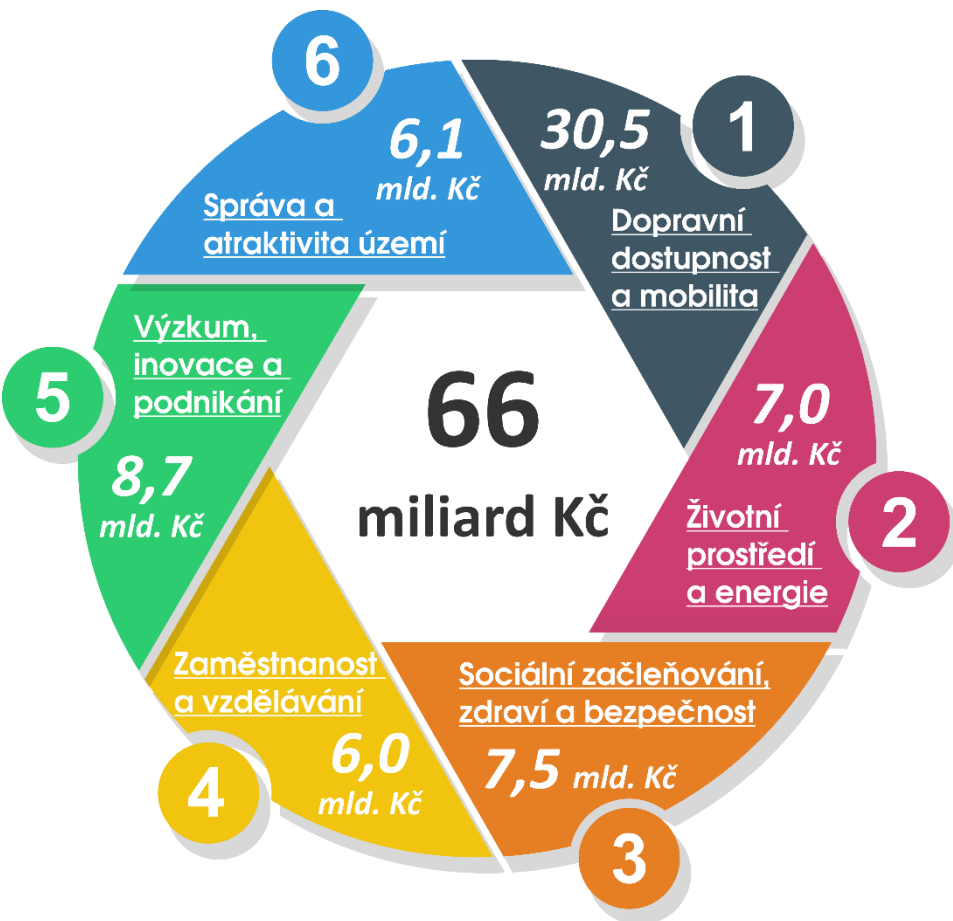 6
6,1
mld. Kč
Správa a
atraktivita území
1
30,5
mld. Kč
Dopravní
dostupnost
a mobilita
2
7,0
mld. Kč
Životní
prostředí
a energie
3
Sociální začleňování,
zdraví a bezpečnost
7,5 mld. Kč
4
Zaměstnanost
a vzdělávání
6,0
mld. Kč
5
Výzkum,
inovace a
podnikání
8,7
mld. Kč
66
miliard Kč